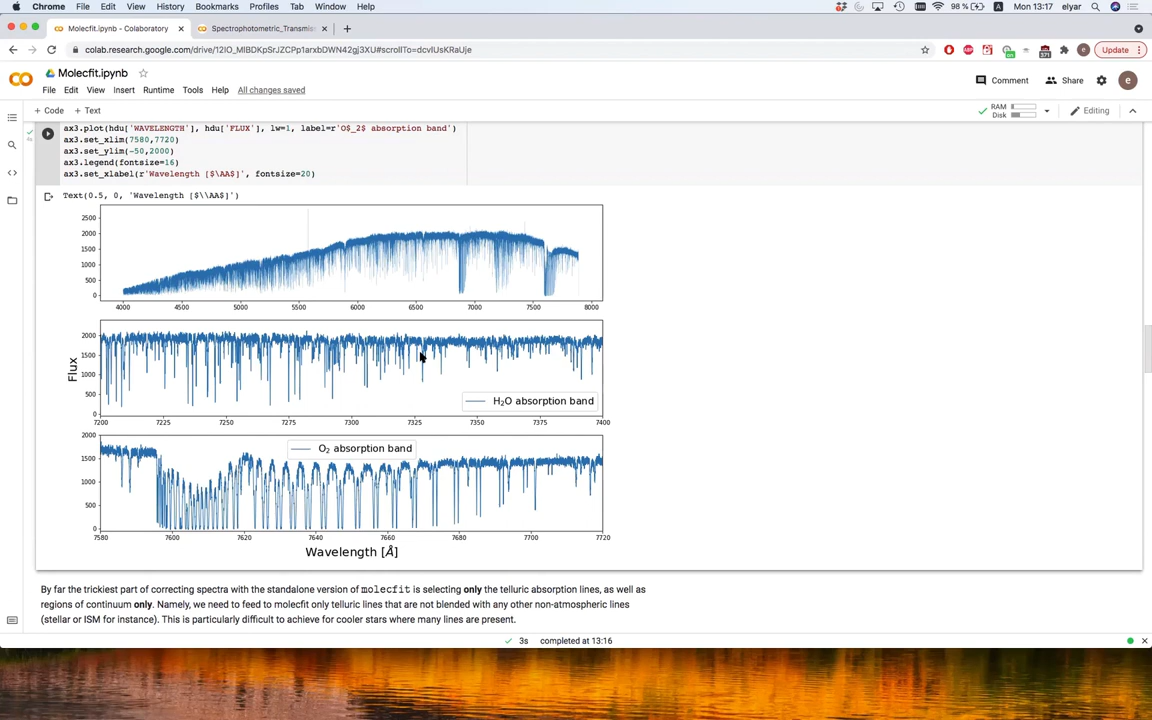 Chrome File Edit View History Bookmarks Profiles Tab Window Help
98 % Mon 13:17 elyar
Molecfit.ipynb - Colaboratory
Spectrophotometric_Transmis
colab.research.google.com/drive/12IO_MIBDKpSrJZCPp1arxbDWN42gj3XU#scrollTo=dcvIUsKRaUje
on
371
e
Update
Molecfit.ipynb
Comment
Share
e
File Edit View Insert Runtime Tools Help All changes saved
+ Code + Text
RAM
Disk
Editing
ax3.plot(hdu['WAVELENGTH'], hdu['FLUX'], lw=1, label=r'O$_2$ absorption band')
ax3.set_xlim(7580,7720)
ax3.set_ylim(-50,2000)
ax3.legend(fontsize=16)
ax3.set_xlabel(r'Wavelength [$\AA$]', fontsize=20)
Text(0.5, 0, 'Wavelength [$\\AA$]')
2500
2000
1500
1000
500
0
4000 4500 5000 5500 6000 6500 7000 7500 8000
2000
1500
1000
500
0
Flux
H₂O absorption band
7200 7225 7250 7275 7300 7325 7350 7375 7400
2000
1500
1000
500
0
O₂ absorption band
7580 7600 7620 7640 7660 7680 7700 7720
Wavelength [Å]
By far the trickiest part of correcting spectra with the standalone version of molecfit is selecting only the telluric absorption lines, as well as
regions of continuum only. Namely, we need to feed to molecfit only telluric lines that are not blended with any other non-atmospheric lines
(stellar or ISM for instance). This is particularly difficult to achieve for cooler stars where many lines are present.
3s completed at 13:16